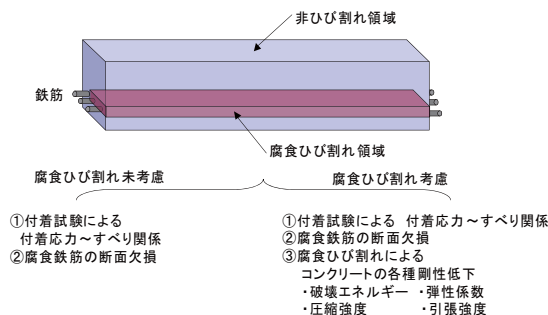 非ひび割れ領域
鉄筋
腐食ひび割れ領域
腐食ひび割れ未考慮
①付着試験による
付着応力～すべり関係
②腐食鉄筋の断面欠損
腐食ひび割れ考慮
①付着試験による 付着応力～すべり関係
②腐食鉄筋の断面欠損
③腐食ひび割れによる
コンクリートの各種剛性低下
・破壊エネルギー ・弾性係数
・圧縮強度 ・引張強度